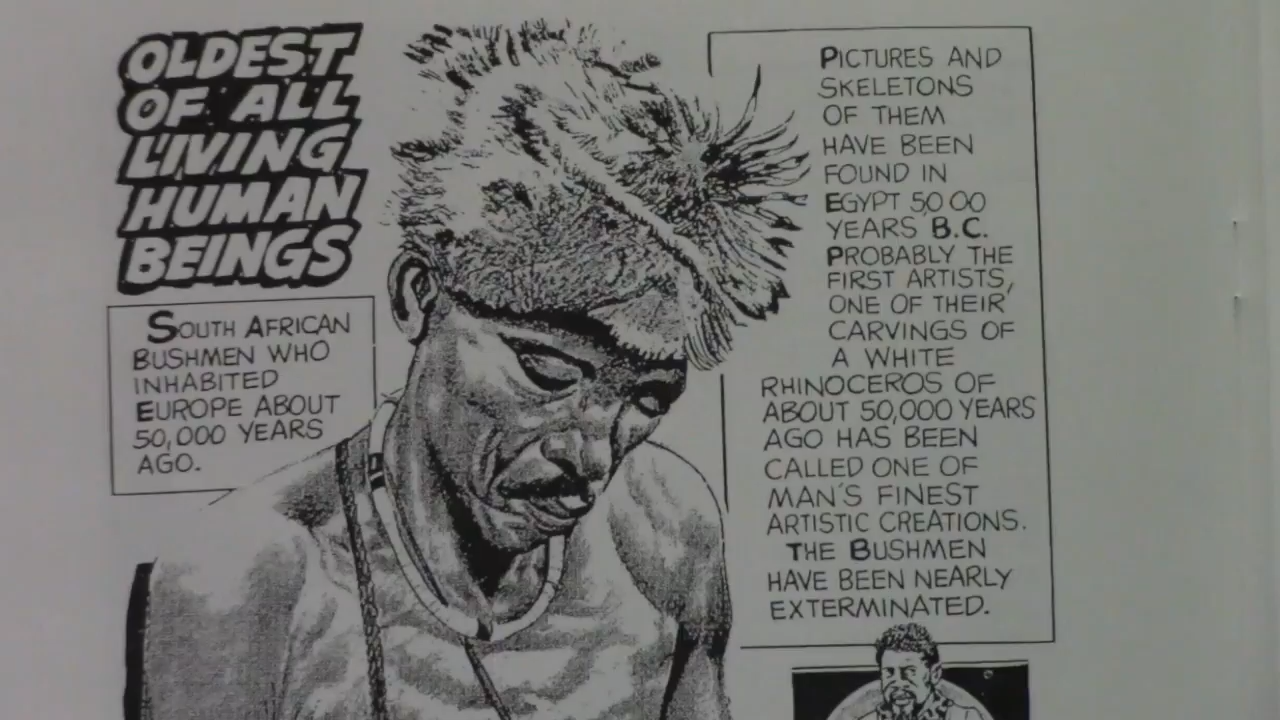 OLDEST
OF ALL
LIVING
HUMAN
BEINGS
SOUTH AFRICAN
BUSHMEN WHO
INHABITED
EUROPE ABOUT
50,000 YEARS
AGO.
PICTURES AND
SKELETONS
OF THEM
HAVE BEEN
FOUND IN
EGYPT 50 00
YEARS B.C.
PROBABLY THE
FIRST ARTISTS,
ONE OF THEIR
CARVINGS OF
A WHITE
RHINOCEROS OF
ABOUT 50,000 YEARS
AGO HAS BEEN
CALLED ONE OF
MAN'S FINEST
ARTISTIC CREATIONS.
THE BUSHMEN
HAVE BEEN NEARLY
EXTERMINATED.